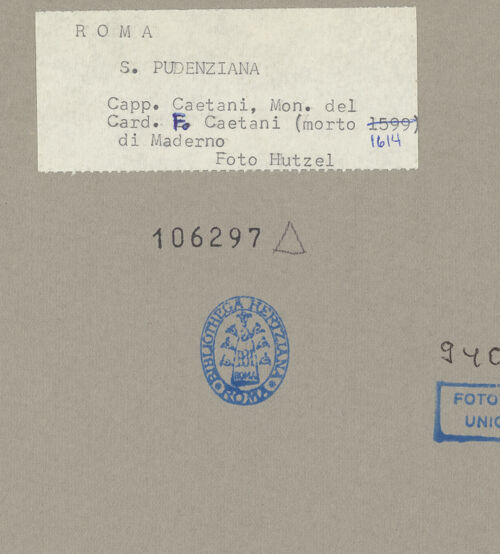 ROMA
S. PUDENZIANA
Capp. Caetani, Mon. del
Card. F. Caetani (morto 1599)
1614
di Maderno
Foto Hutzel
106297
BIBLIOTHECA HERTZIANA
ROMA
ROMA
940
FOTO
UNIC